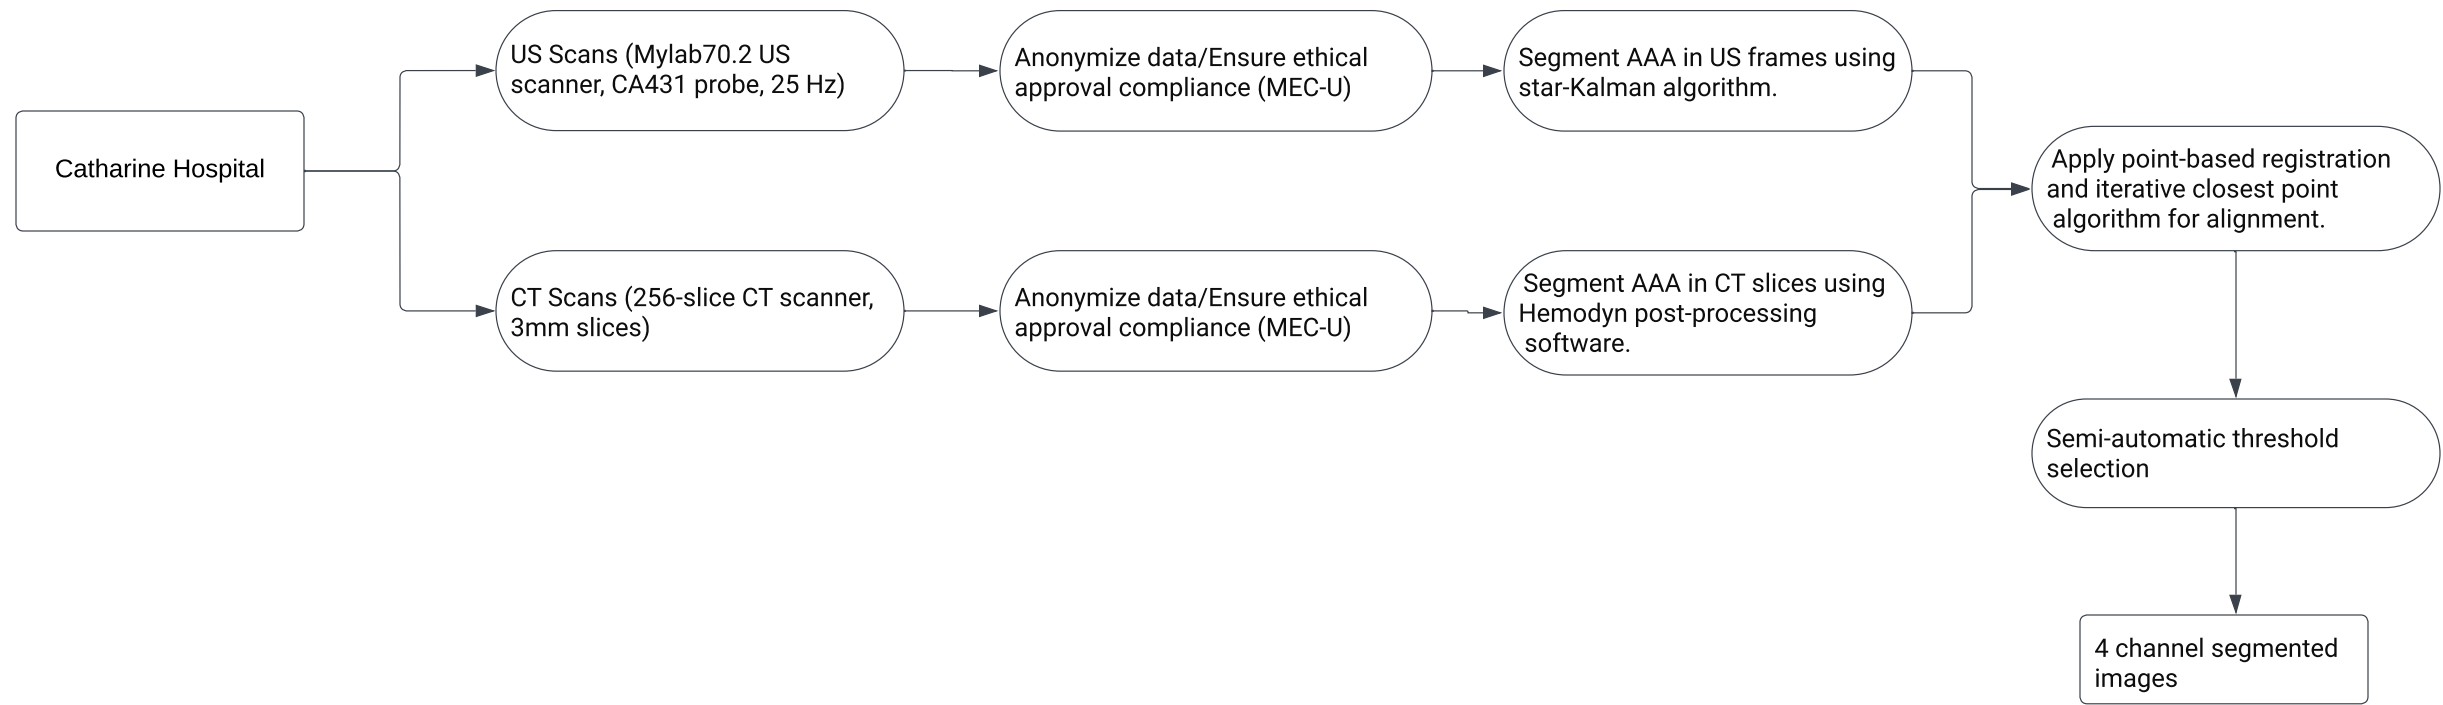 Catharine Hospital
US Scans (Mylab70.2 US
scanner, CA431 probe, 25 Hz)
Anonymize data/Ensure ethical
approval compliance (MEC-U)
Segment AAA in US frames using
star-Kalman algorithm.
CT Scans (256-slice CT scanner,
3mm slices)
Anonymize data/Ensure ethical
approval compliance (MEC-U)
Segment AAA in CT slices using
Hemodyn post-processing
software.
Apply point-based registration
and iterative closest point
algorithm for alignment.
Semi-automatic threshold
selection
4 channel segmented
images